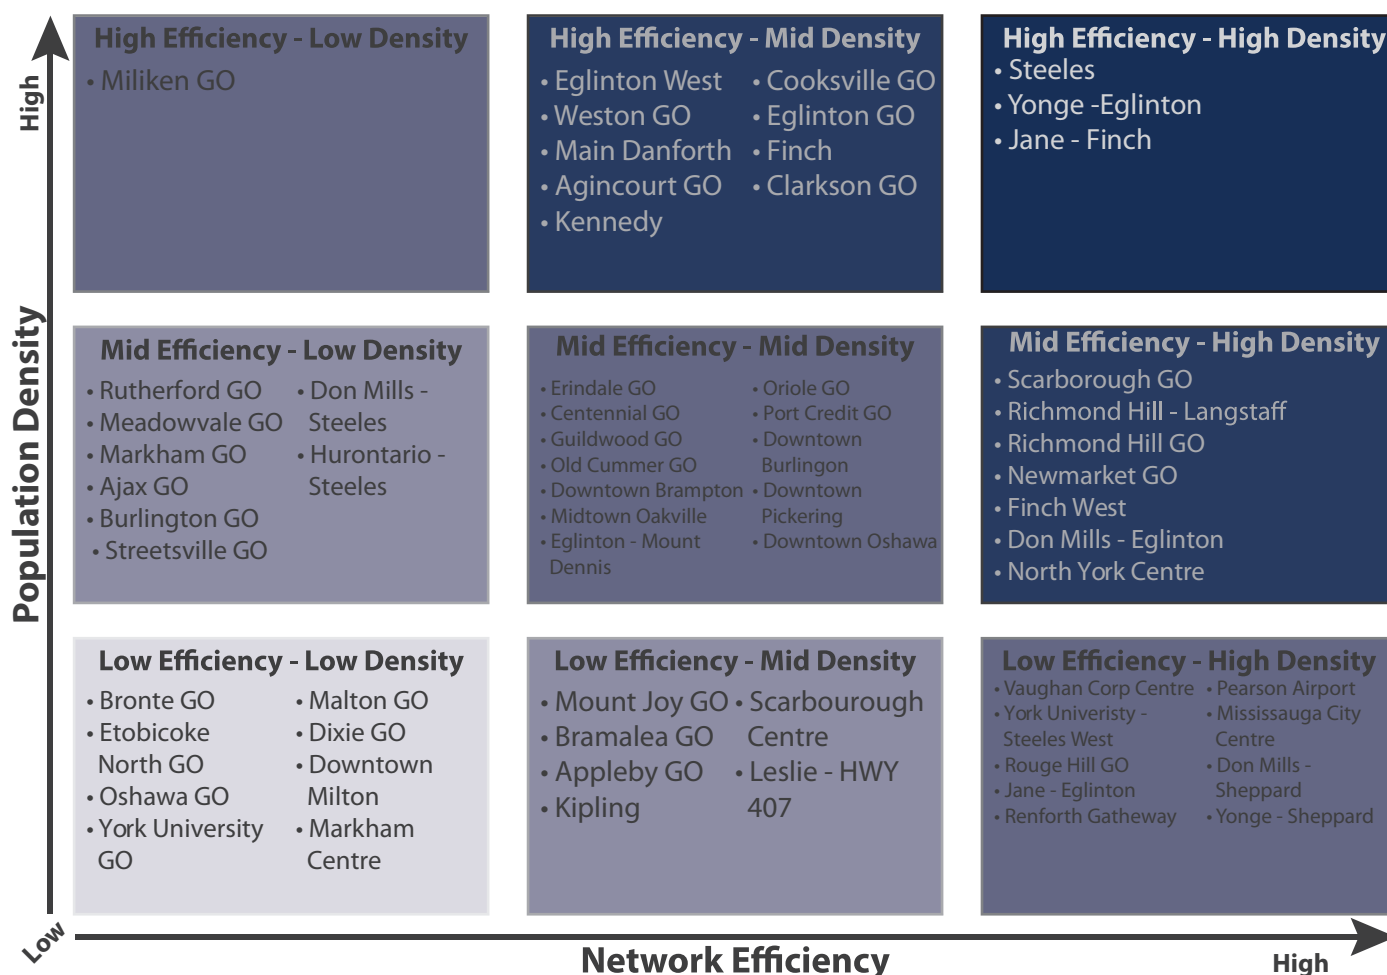 High
Population Density
Low
High Efficiency - Low Density
• Miliken GO
High Efficiency - Mid Density
• Eglinton West
• Weston GO
• Main Danforth
• Agincourt GO
• Kennedy
• Cooksville GO
• Eglinton GO
• Finch
• Clarkson GO
High Efficiency - High Density
• Steeles
• Yonge -Eglinton
• Jane - Finch
Mid Efficiency - Low Density
• Rutherford GO
• Meadowvale GO
• Markham GO
• Ajax GO
• Burlington GO
• Streetsville GO
• Don Mills -
Steeles
• Hurontario -
Steeles
Mid Efficiency - Mid Density
• Erindale GO
• Centennial GO
• Guildwood GO
• Old Cummer GO
• Downtown Brampton
• Midtown Oakville
• Eglinton - Mount
Dennis
• Oriole GO
• Port Credit GO
• Downtown
Burlingon
• Downtown
Pickering
• Downtown Oshawa
Mid Efficiency - High Density
• Scarborough GO
• Richmond Hill - Langstaff
• Richmond Hill GO
• Newmarket GO
• Finch West
• Don Mills - Eglinton
• North York Centre
Low Efficiency - Low Density
• Bronte GO
• Etobicoke
North GO
• Oshawa GO
• York University
GO
• Malton GO
• Dixie GO
• Downtown
Milton
• Markham
Centre
Low Efficiency - Mid Density
• Mount Joy GO
• Bramalea GO
• Appleby GO
• Kipling
• Scarbourough
Centre
• Leslie - HWY
407
Low Efficiency - High Density
• Vaughan Corp Centre
• York Univeristy -
Steeles West
• Rouge Hill GO
• Jane - Eglinton
• Renforth Gatheway
• Pearson Airport
• Mississauga City
Centre
• Don Mills -
Sheppard
• Yonge - Sheppard
Network Efficiency
High